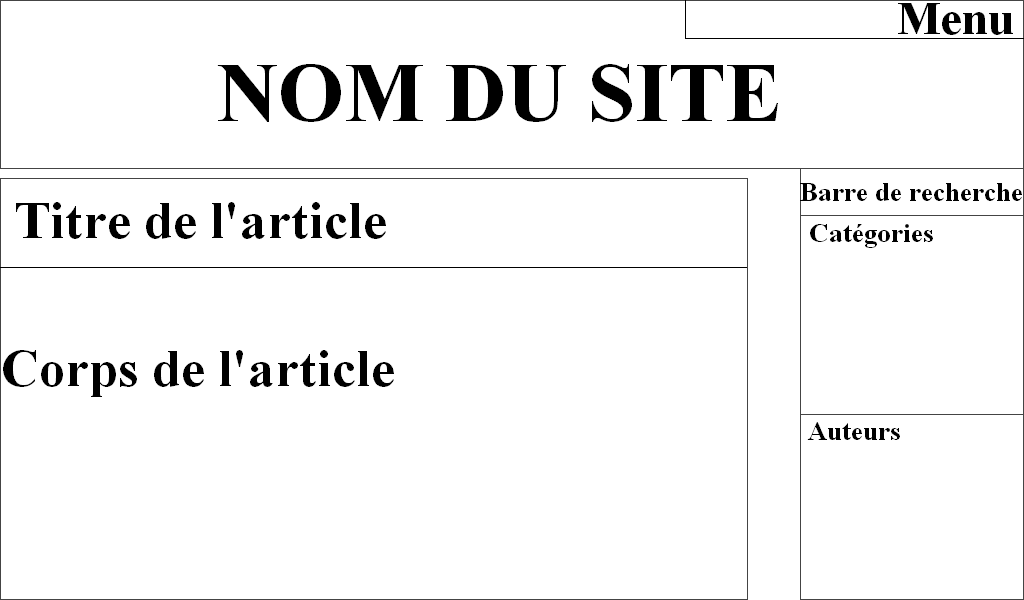 Menu
NOM DU SITE
Titre de l'article
Corps de l'article
Barre de recherche
Catégories
Auteurs